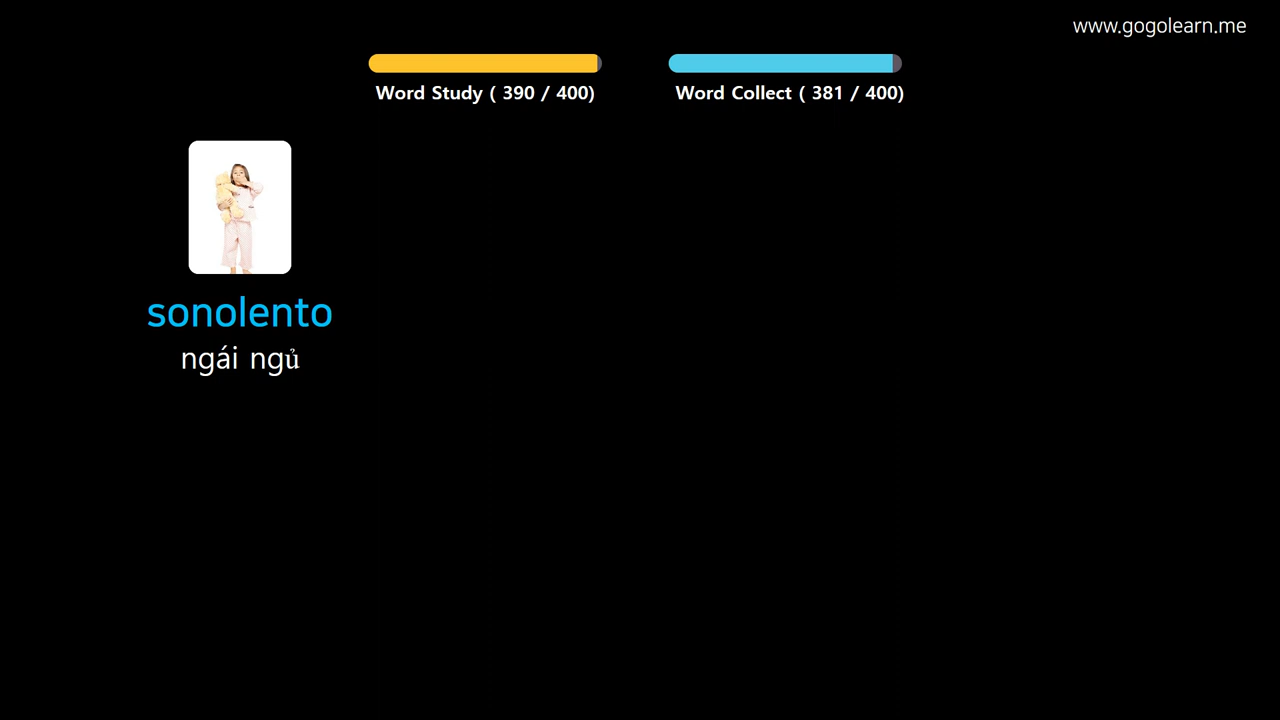 www.gogolearn.me
Word Study ( 390 / 400)
Word Collect ( 381 / 400)
sonolento
ngái ngủ